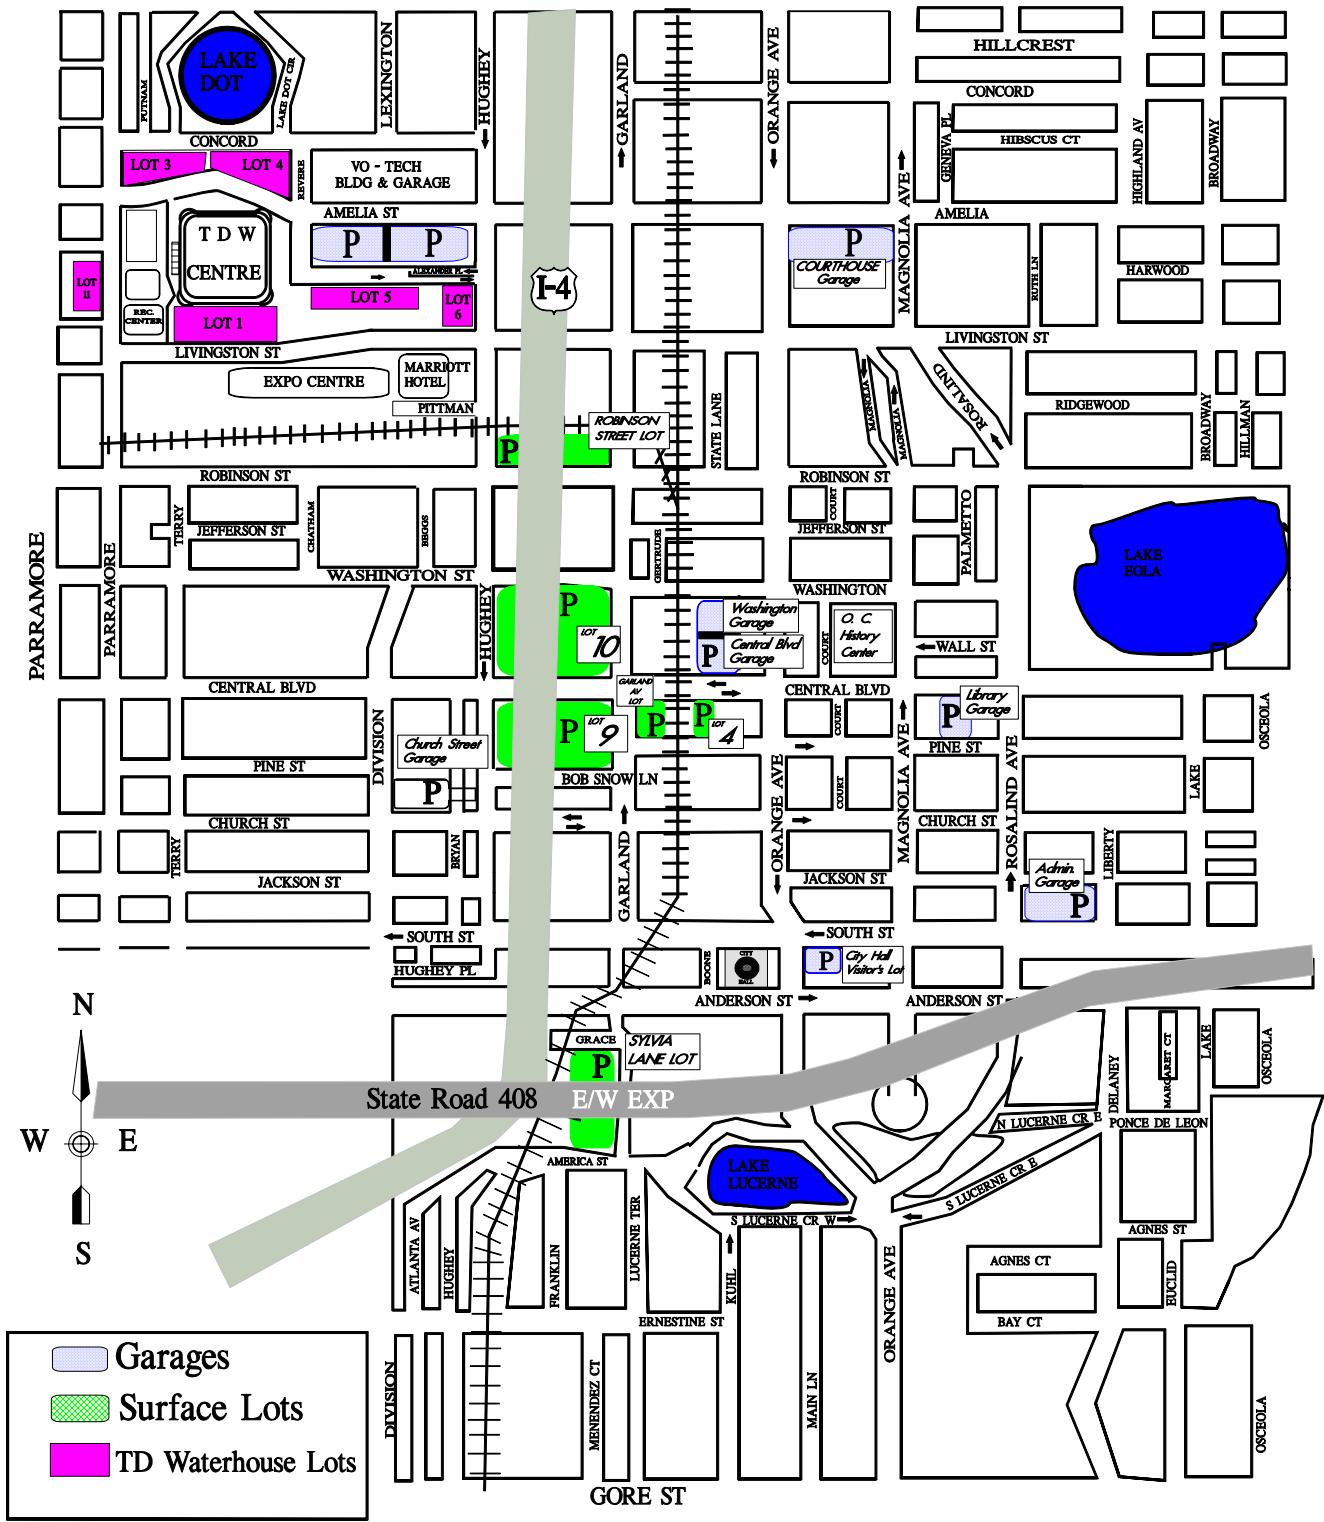 HILLCREST
LAKE
DOT
LAKE DOT CIR
PUTNAM
LEXINGTON
HUGHEY
GARLAND
ORANGE AVE
CONCORD
HIBSCUS CT
GENEVA PL
HIGHLAND AV
BROADWAY
CONCORD
LOT 3
LOT 4
REVERE
VO - TECH
BLDG & GARAGE
MAGNOLIA AVE
AMELIA ST
AMELIA
T D W
CENTRE
P
P
ALEXANDER PL
P
COURTHOUSE
Garage
RUTH LN
HARWOOD
LOT
11
REC.
CENTER
LOT 1
LOT 5
LOT
6
I-4
LIVINGSTON ST
LIVINGSTON ST
EXPO CENTRE
MARRIOTT
HOTEL
PITTMAN
ROBINSON
STREET LOT
P
STATE LANE
MAGNOLIA
MAGNOLIA
ROSALIND
RIDGEWOOD
BROADWAY
HILLMAN
ROBINSON ST
ROBINSON ST
PARRAMORE
PARRAMORE
TERRY
JEFFERSON ST
CHATHAM
BEGGS
GERTRUDE
COURT
JEFFERSON ST
PALMETTO
LAKE
EOLA
WASHINGTON ST
WASHINGTON
HUGHEY
P
LOT
10
Washington
Garage
P
Central Blvd
Garage
COURT
O. C.
History
Center
WALL ST
CENTRAL BLVD
CENTRAL BLVD
GARLAND
AV
LOT
DIVISION
P
LOT
9
P
P
LOT
4
COURT
MAGNOLIA AVE
P
Library
Garage
OSCEOLA
Church Street
Garage
P
PINE ST
PINE ST
BOB SNOW LN
ORANGE AVE
COURT
ROSALIND AVE
LAKE
CHURCH ST
CHURCH ST
TERRY
BRYAN
GARLAND
LIBERTY
JACKSON ST
JACKSON ST
Admin.
Garage
P
SOUTH ST
SOUTH ST
HUGHEY PL
BOONE
CITY
HALL
P
City Hall
Visitor's Lot
ANDERSON ST
ANDERSON ST
N
W
E
S
GRACE
SYLVIA
LANE LOT
P
State Road 408
E/W EXP
DELANEY
MARGARET CT
LAKE
OSCEOLA
N LUCERNE CR E
PONCE DE LEON
AMERICA ST
LAKE
LUCERNE
S LUCERNE CR E
S LUCERNE CR W
ATLANTA AV
HUGHEY
FRANKLIN
LUCERNE TER
KUHL
ORANGE AVE
AGNES ST
AGNES CT
EUCLID
BAY CT
ERNESTINE ST
DIVISION
MENENDEZ CT
MAIN LN
OSCEOLA
GORE ST
Garages
Surface Lots
TD Waterhouse Lots